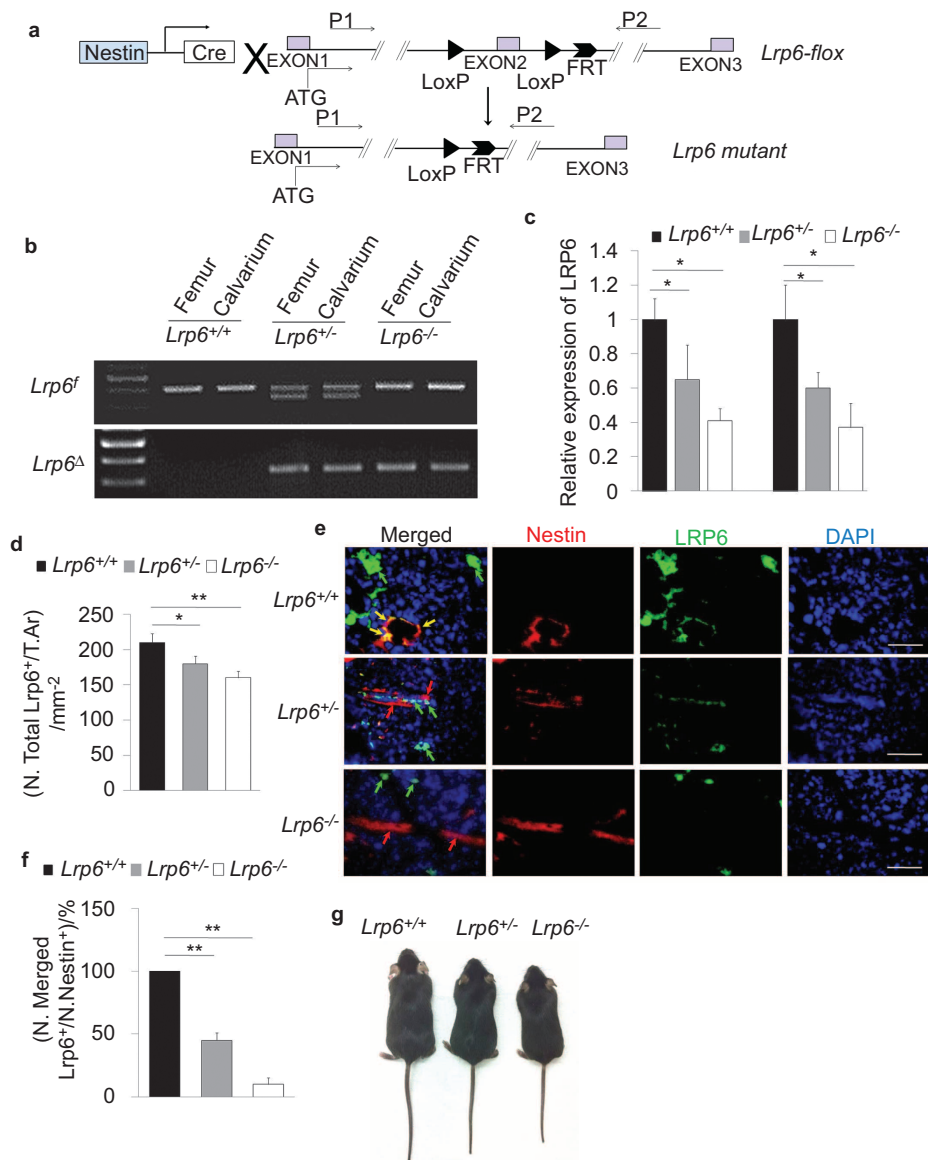 a
Nestin
Cre
X
EXON1
ATG
P1
LoxP
EXON2
LoxP
FRT
P2
EXON3
Lrp6-flox
EXON1
ATG
P1
LoxP
FRT
P2
EXON3
Lrp6 mutant
b
Femur
Calvarium
Femur
Calvarium
Femur
Calvarium
Lrp6+/+
Lrp6+/-
Lrp6-/-
Lrp6f
Lrp6Δ
c
Lrp6+/+ Lrp6+/- Lrp6-/-
Relative expression of LRP6
1.4
1.2
1
0.8
0.6
0.4
0.2
0
*
*
*
*
d
Lrp6+/+ Lrp6+/- Lrp6-/-
(N. Total Lrp6+/T.Ar)
/mm-2
250
200
150
100
50
0
**
*
e
Merged Nestin LRP6 DAPI
Lrp6+/+
Lrp6+/-
Lrp6-/-
f
Lrp6+/+ Lrp6+/- Lrp6-/-
(N. Merged
Lrp6+/N.Nestin+)/%
150
100
50
0
**
**
g
Lrp6+/+ Lrp6+/- Lrp6-/-